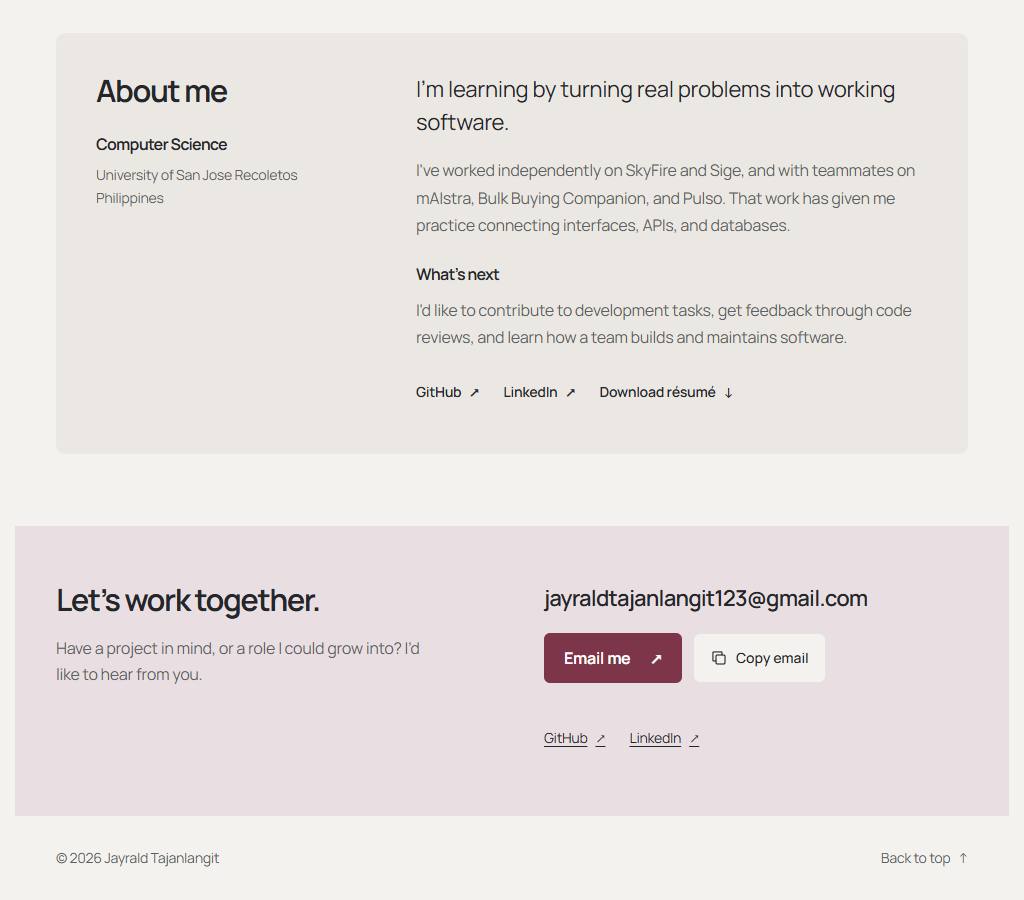 About me
Computer Science
University of San Jose Recoletos
Philippines
I’m learning by turning real problems into working
software.
I’ve worked independently on SkyFire and Sige, and with teammates on
mAIstra, Bulk Buying Companion, and Pulso. That work has given me
practice connecting interfaces, APIs, and databases.
What’s next
I’d like to contribute to development tasks, get feedback through code
reviews, and learn how a team builds and maintains software.
GitHub ↗ LinkedIn ↗ Download résumé ↓
Let’s work together.
Have a project in mind, or a role I could grow into? I’d
like to hear from you.
jayraldtajanlangit123@gmail.com
Email me ↗ Copy email
GitHub ↗ LinkedIn ↗
© 2026 Jayrald Tajanlangit
Back to top ↑